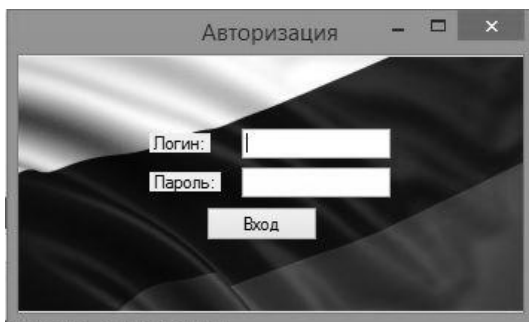 Авторизация
Логин:
Пароль:
Вход